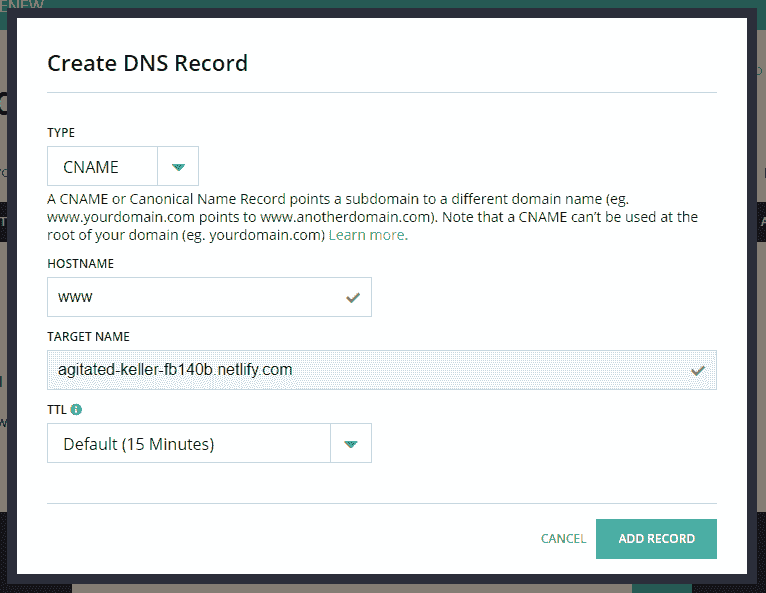 ENEW
Create DNS Record
TYPE
CNAME
A CNAME or Canonical Name Record points a subdomain to a different domain name (eg.
www.yourdomain.com points to www.anotherdomain.com). Note that a CNAME can't be used at the
root of your domain (eg. yourdomain.com) Learn more.
HOSTNAME
www
TARGET NAME
agitated-keller-fb140b.netlify.com
TTL
Default (15 Minutes)
CANCEL
ADD RECORD